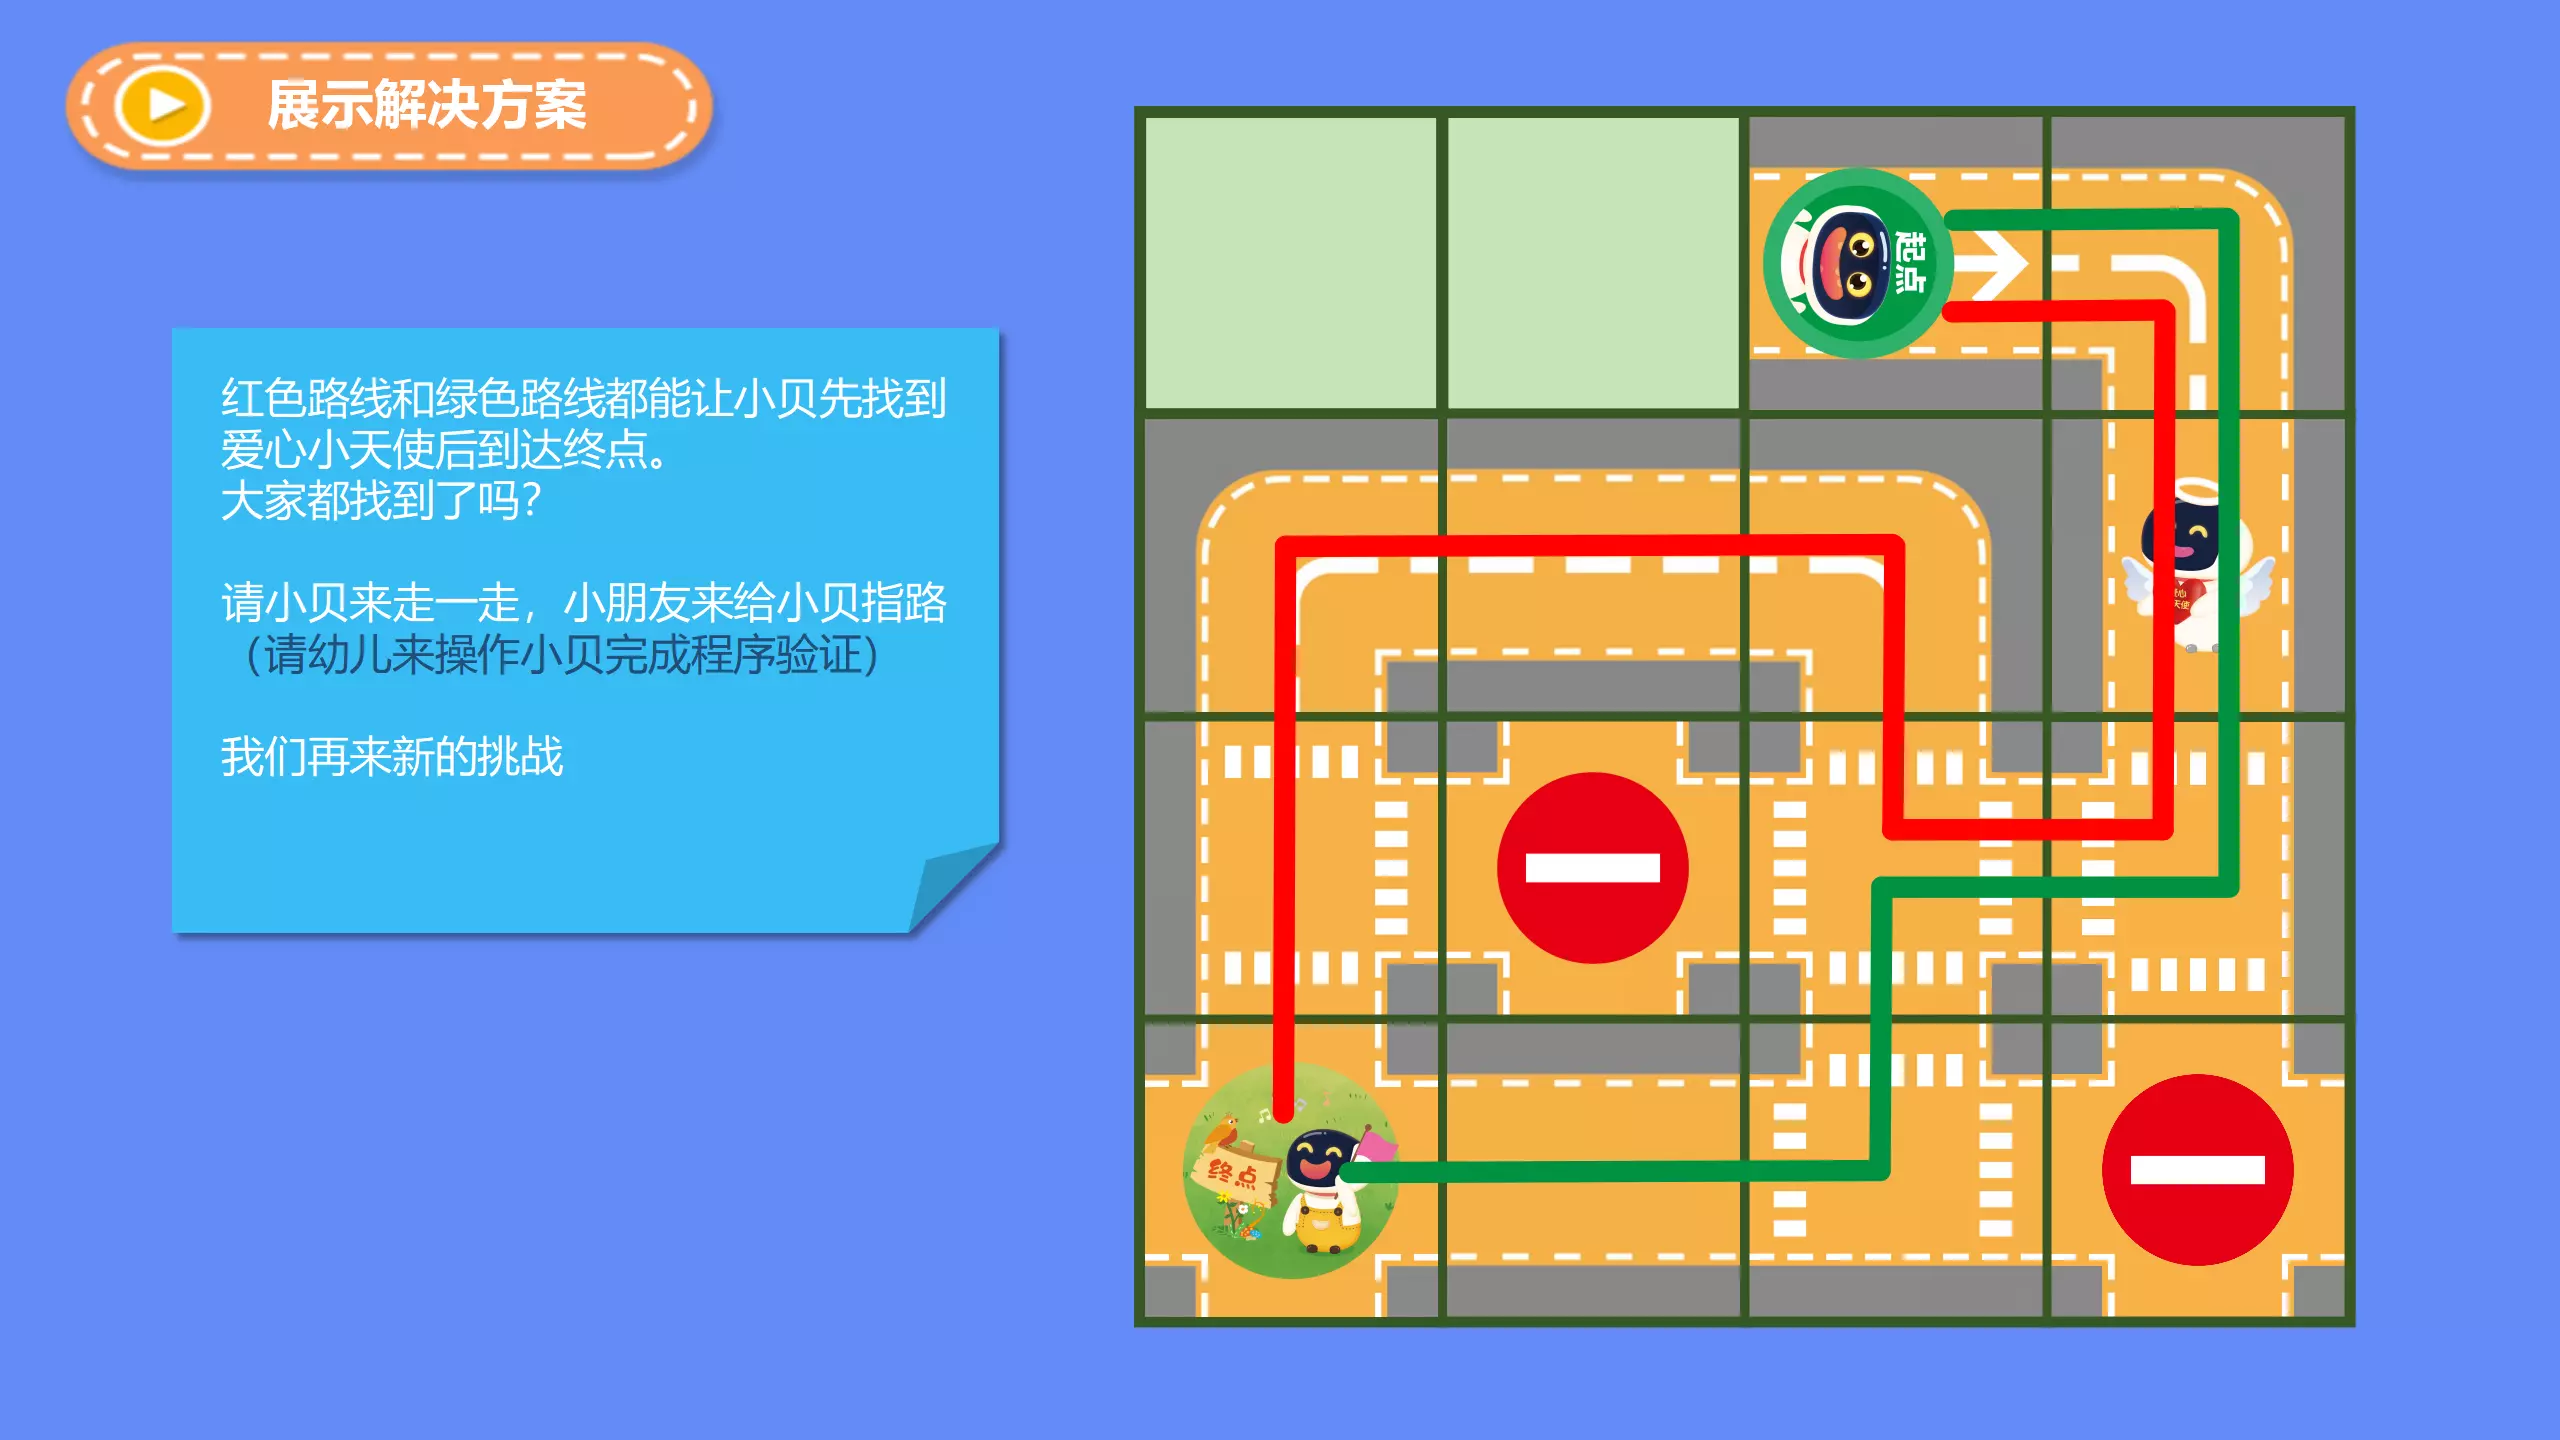 展示解决方案
红色路线和绿色路线都能让小贝先找到
爱心小天使后到达终点。
大家都找到了吗？
请小贝来走一走，小朋友来给小贝指路
（请幼儿来操作小贝完成程序验证）
我们再来新的挑战
起点
天使
终点